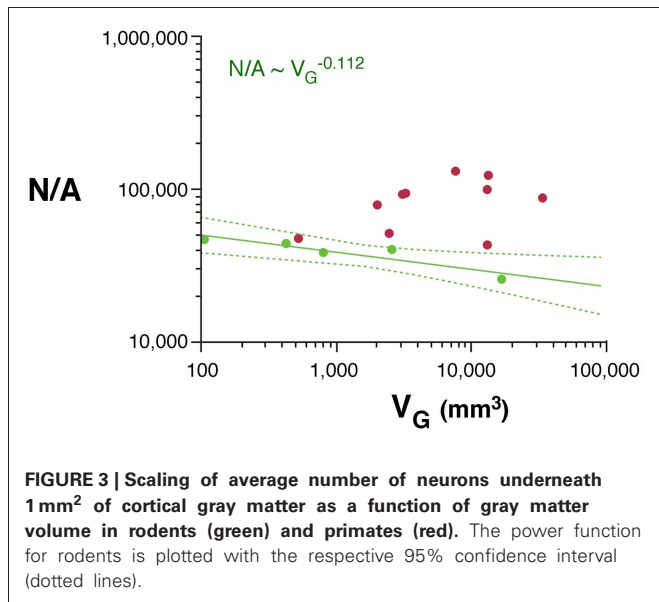 1,000,000
N/A ~ V_G^-0.112
N/A
100,000
10,000
100 1,000 10,000 100,000
V_G (mm³)
FIGURE 3 | Scaling of average number of neurons underneath
1 mm² of cortical gray matter as a function of gray matter
volume in rodents (green) and primates (red). The power function
for rodents is plotted with the respective 95% confidence interval
(dotted lines).